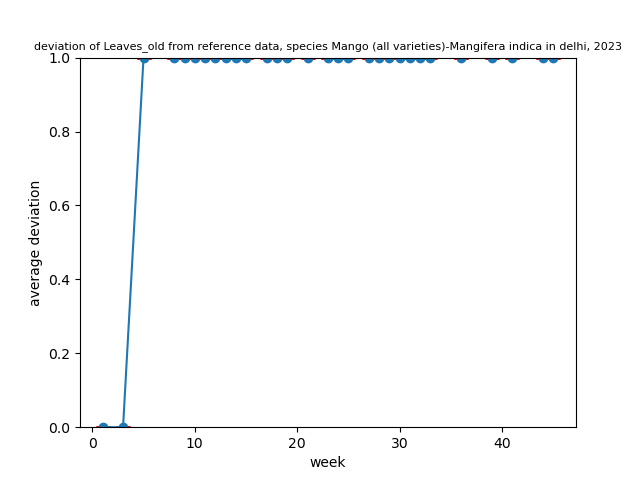 deviation of Leaves_old from reference data, species Mango (all varieties)-Mangifera indica in delhi, 2023
1.0
0.8
0.6
0.4
0.2
0.0
average deviation
0 10 20 30 40
week